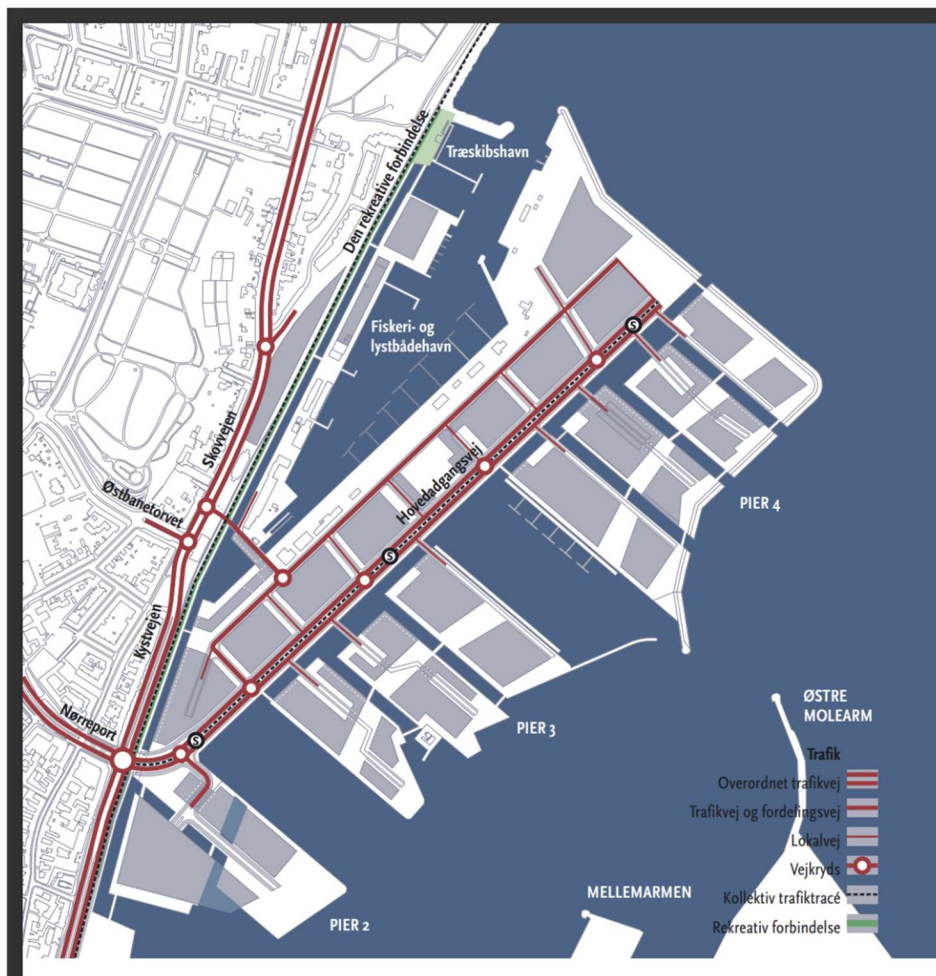 Træskibshavn
Den rekreative forbindelse
Fiskeri- og
lystbådehavn
Skovvejen
Østbanetorvet
Hovedadgangsvej
PIER 4
Kystvejen
Nørreport
S
S
S
PIER 3
PIER 2
MELLEMARMEN
ØSTRE
MOLEARM
Trafik
Overordnet trafikvej
Trafikvej og fordelingsvej
Lokalvej
Vejkryds
Kollektiv trafiktracé
Rekreativ forbindelse